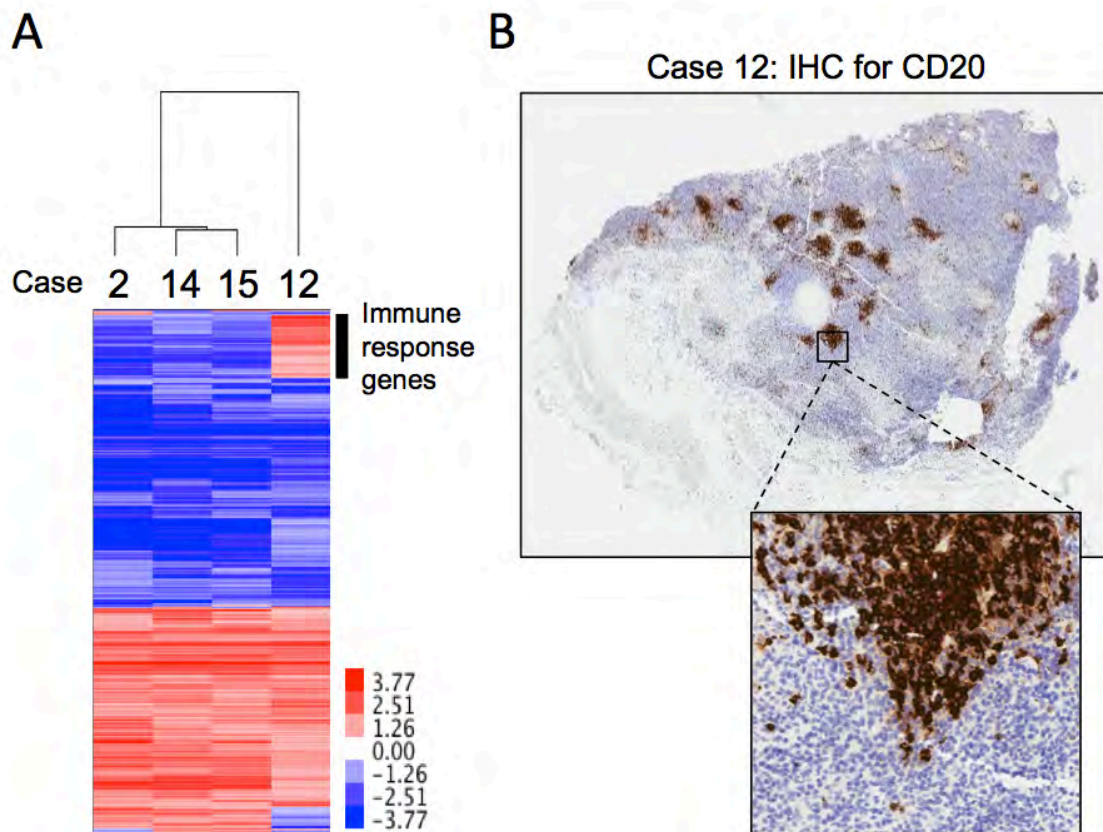 A
Case 2 14 15 12
Immune
response
genes
3.77
2.51
1.26
0.00
-1.26
-2.51
-3.77
B
Case 12: IHC for CD20